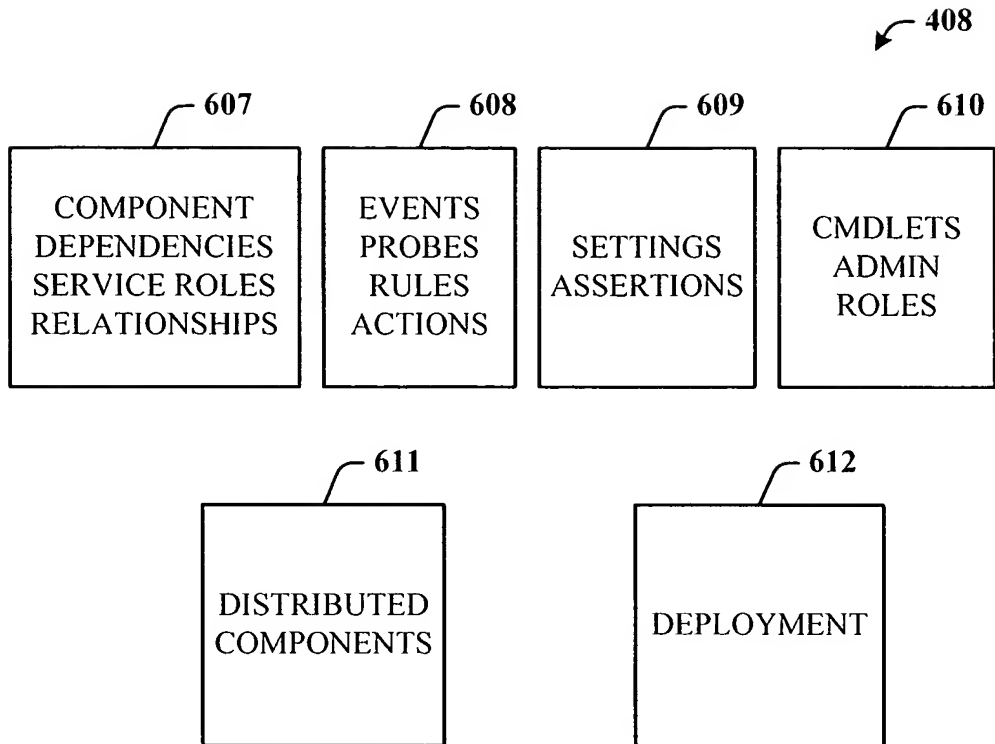 408
607
608
609
610
COMPONENT
DEPENDENCIES
SERVICE ROLES
RELATIONSHIPS
EVENTS
PROBES
RULES
ACTIONS
SETTINGS
ASSERTIONS
CMDLETS
ADMIN
ROLES
611
612
DISTRIBUTED
COMPONENTS
DEPLOYMENT